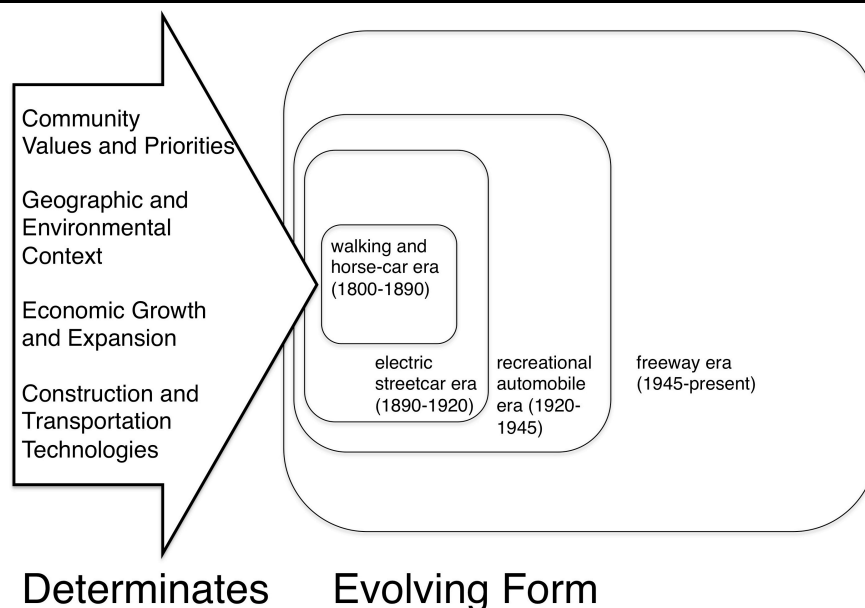 Community
Values and Priorities
Geographic and
Environmental
Context
Economic Growth
and Expansion
Construction and
Transportation
Technologies
walking and
horse-car era
(1800-1890)
electric
streetcar era
(1890-1920)
recreational
automobile
era (1920-
1945)
freeway era
(1945-present)
Determinates
Evolving Form